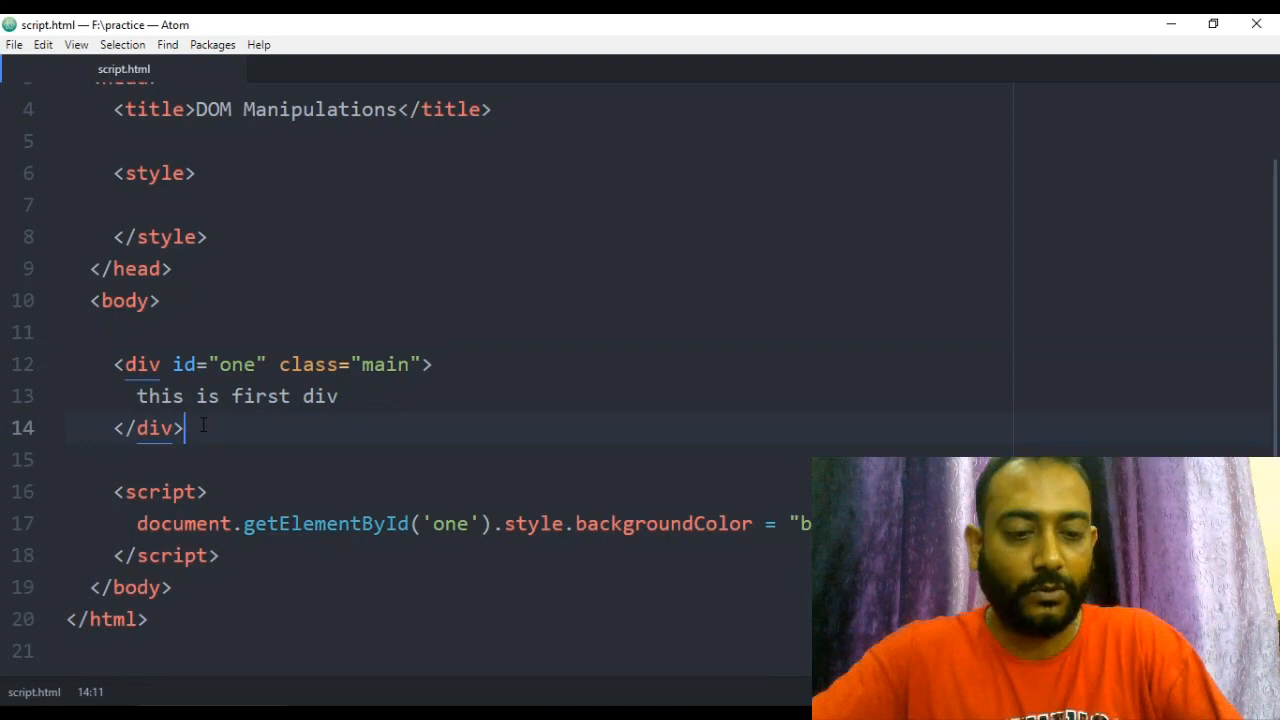 script.html — F:\practice — Atom
File Edit View Selection Find Packages Help
script.html
4 <title>DOM Manipulations</title>
5
6 <style>
7
8 </style>
9 </head>
10 <body>
11
12 <div id="one" class="main">
13 this is first div
14 </div>
15
16 <script>
17 document.getElementById('one').style.backgroundColor = "b
18 </script>
19 </body>
20 </html>
21
script.html 14:11